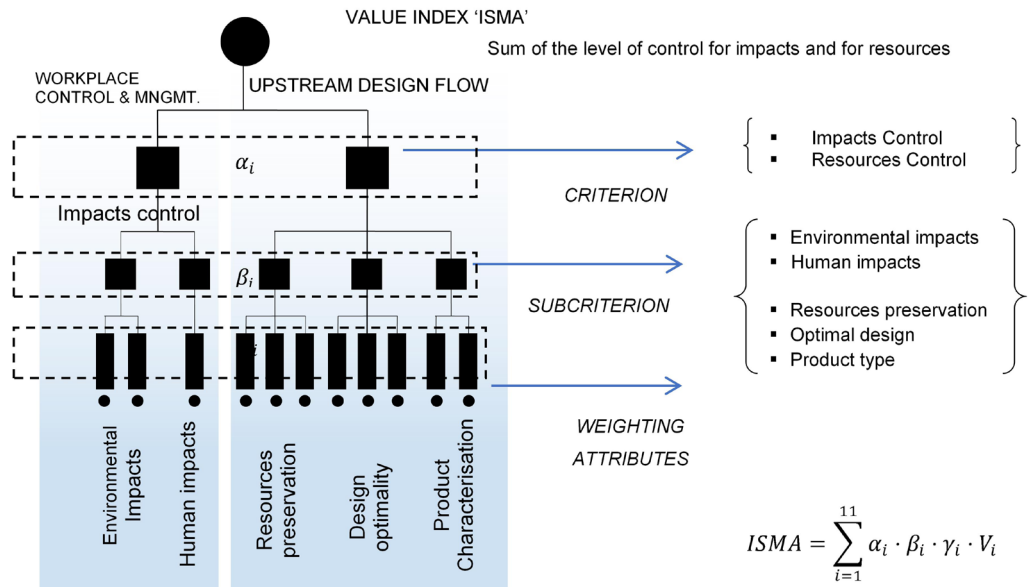 VALUE INDEX ‘ISMA’
Sum of the level of control for impacts and for resources
WORKPLACE
CONTROL & MNGMT.
UPSTREAM DESIGN FLOW
α_i
▪ Impacts Control
▪ Resources Control
CRITERION
Impacts control
β_i
▪ Environmental impacts
▪ Human impacts
▪ Resources preservation
▪ Optimal design
▪ Product type
SUBCRITERION
i
WEIGHTING
ATTRIBUTES
Environmental
Impacts
Human impacts
Resources
preservation
Design
optimality
Product
Characterisation
ISMA = \sum_{i=1}^{11} α_i · β_i · γ_i · V_i